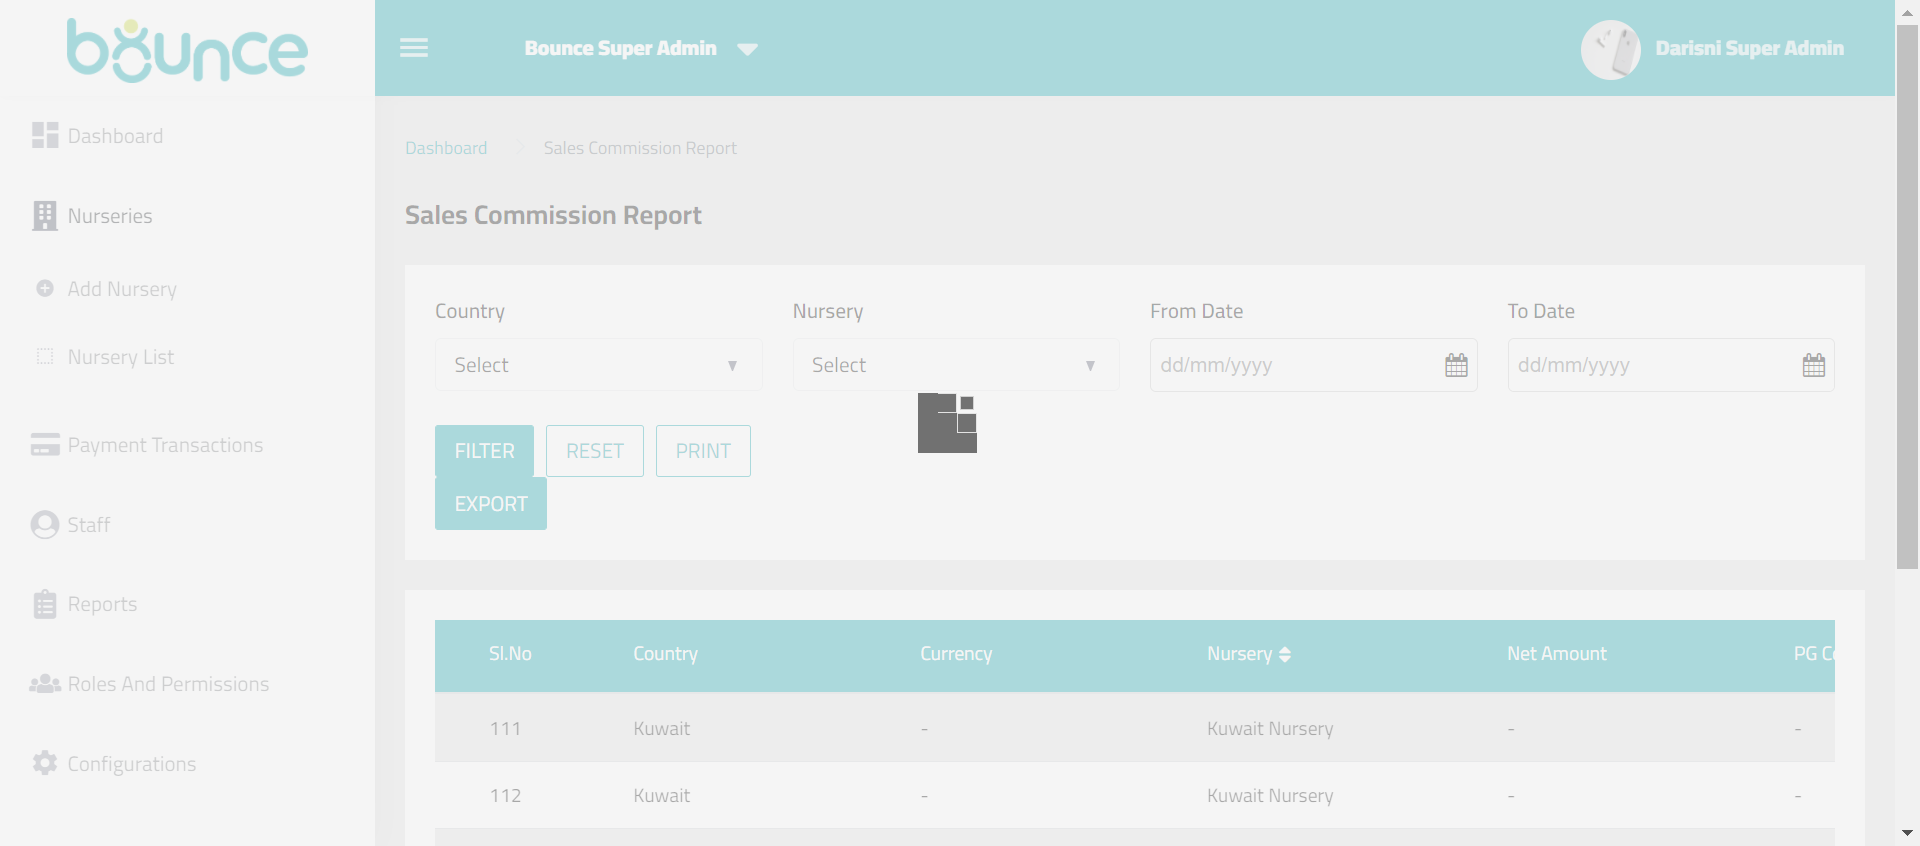 bounce
Bounce Super Admin
Darisni Super Admin
Dashboard
Nurseries
Add Nursery
Nursery List
Payment Transactions
Staff
Reports
Roles And Permissions
Configurations
Dashboard
Sales Commission Report
Sales Commission Report
Country
Nursery
From Date
To Date
Select
Select
dd/mm/yyyy
dd/mm/yyyy
FILTER
RESET
PRINT
EXPORT
Sl.No Country Currency Nursery Net Amount PG
111 Kuwait - Kuwait Nursery - -
112 Kuwait - Kuwait Nursery - -